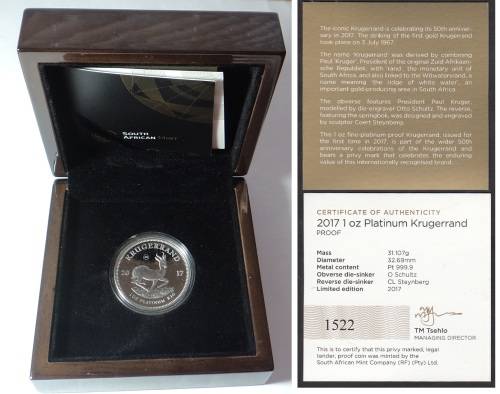 SOUTH
AFRICAN MINT
KRUGERRAND
20 17
1 OZ PLATINUM
The iconic Krugerrand is celebrating its 50th anniver-
sary in 2017. The striking of the first gold Krugerrand
took place on 3 July 1967.
The name 'Krugerrand' was derived by combining
'Paul Kruger', President of the original Zuid Afrikaan-
sche Republiek, with 'rand', the monetary unit of
South Africa, and also linked to the Witwatersrand, a
name meaning 'the ridge of white water', an
important gold-producing area in South Africa.
The obverse features President Paul Kruger,
modelled by die-engraver Otto Schultz. The reverse,
featuring the springbok, was designed and engraved
by sculptor Coert Steynberg.
This 1 oz fine-platinum proof Krugerrand, issued for
the first time in 2017, is part of the wider 50th
anniversary celebrations of the Krugerrand and
bears a privy mark that celebrates the enduring
value of this internationally recognised brand.
CERTIFICATE OF AUTHENTICITY
2017 1 oz Platinum Krugerrand
PROOF
Mass 31.107g
Diameter 32.69mm
Metal content Pt 999.9
Obverse die-sinker O Schultz
Reverse die-sinker CL Steynberg
Limited edition 2017
1522
TM Tsehlo
MANAGING DIRECTOR
This is to certify that this privy marked, legal
tender, proof coin was minted by the
South African Mint Company (RF) (Pty) Ltd.